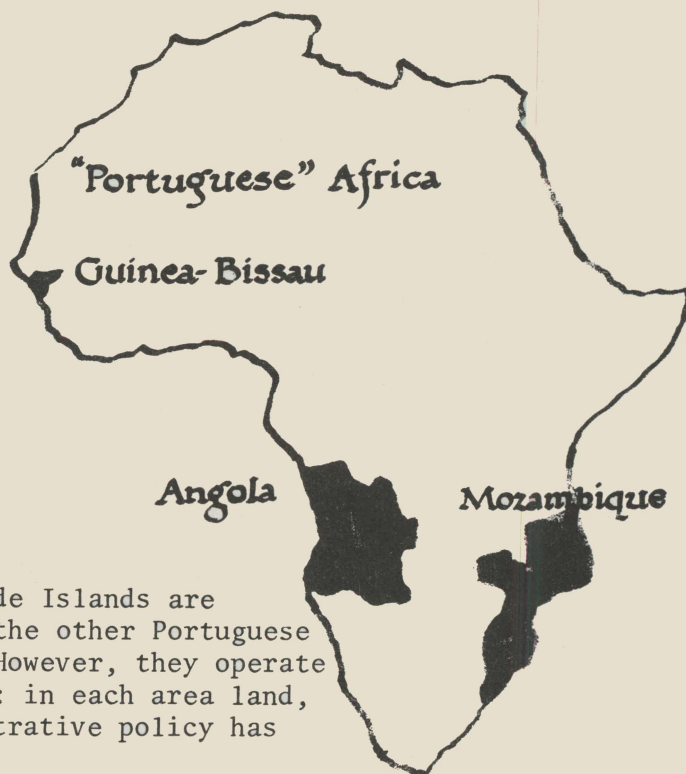 "Portuguese" Africa
Guinea-Bissau
Angola
Mozambique
de Islands are
the other Portuguese
However, they operate
: in each area land,
trative policy has